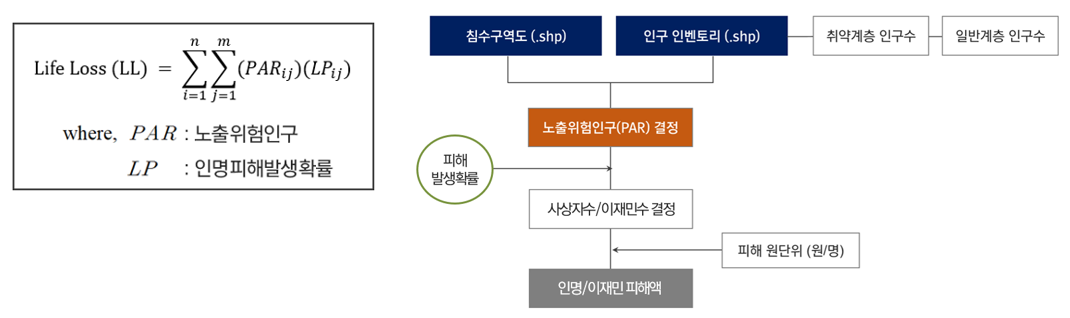 Life Loss (LL) = \sum_{i=1}^{n} \sum_{j=1}^{m} (PAR_{ij})(LP_{ij})
where, PAR : 노출위험인구
LP : 인명피해발생확률
침수구역도 (.shp)
인구 인벤토리 (.shp)
취약계층 인구수
일반계층 인구수
노출위험인구(PAR) 결정
피해
발생확률
사상자수/이재민수 결정
피해 원단위 (원/명)
인명/이재민 피해액